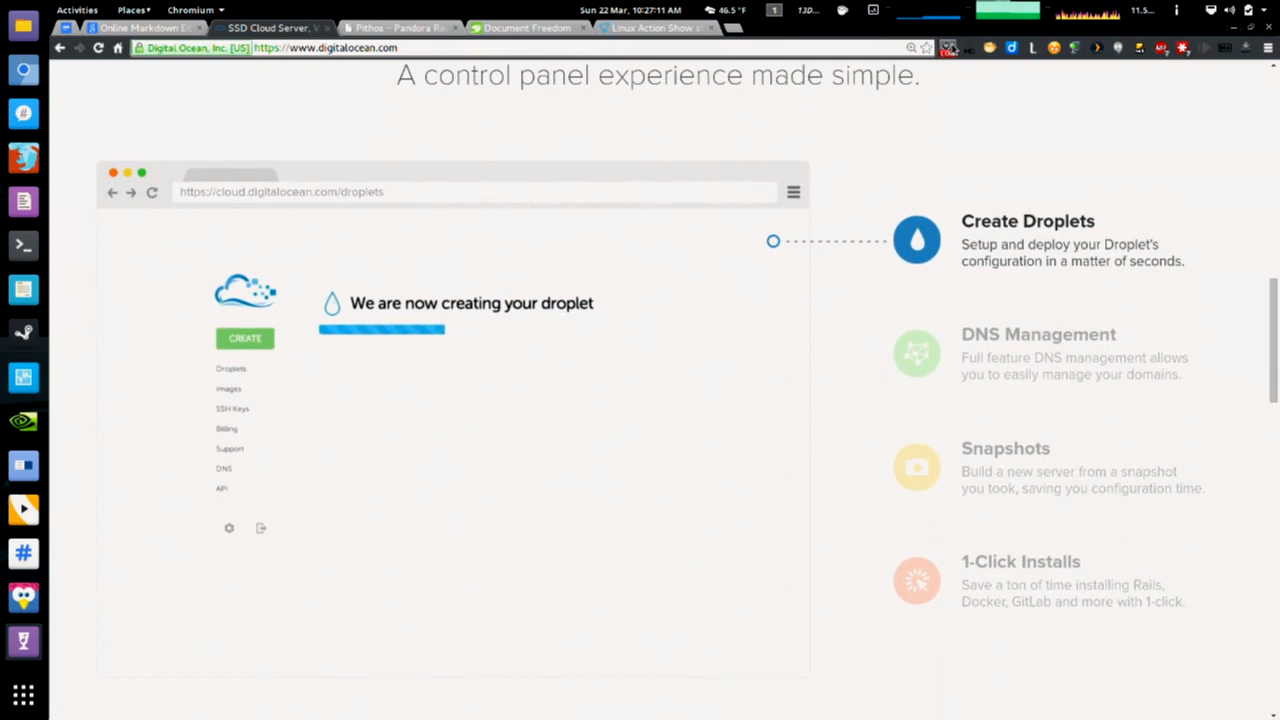 Activities Places Chromium Sun 22 Mar, 10:27:11 AM 46.5 °F 1 13D... 11.5...
Online Markdown Ed SSD Cloud Server, V Pithos – Pandora Ra Document Freedom Linux Action Show a
Digital Ocean, Inc. [US] https://www.digitalocean.com
A control panel experience made simple.
https://cloud.digitalocean.com/droplets
We are now creating your droplet
CREATE
Droplets
Images
SSH Keys
Billing
Support
DNS
API
Create Droplets
Setup and deploy your Droplet's
configuration in a matter of seconds.
DNS Management
Full feature DNS management allows
you to easily manage your domains.
Snapshots
Build a new server from a snapshot
you took, saving you configuration time.
1-Click Installs
Save a ton of time installing Rails,
Docker, GitLab and more with 1-click.